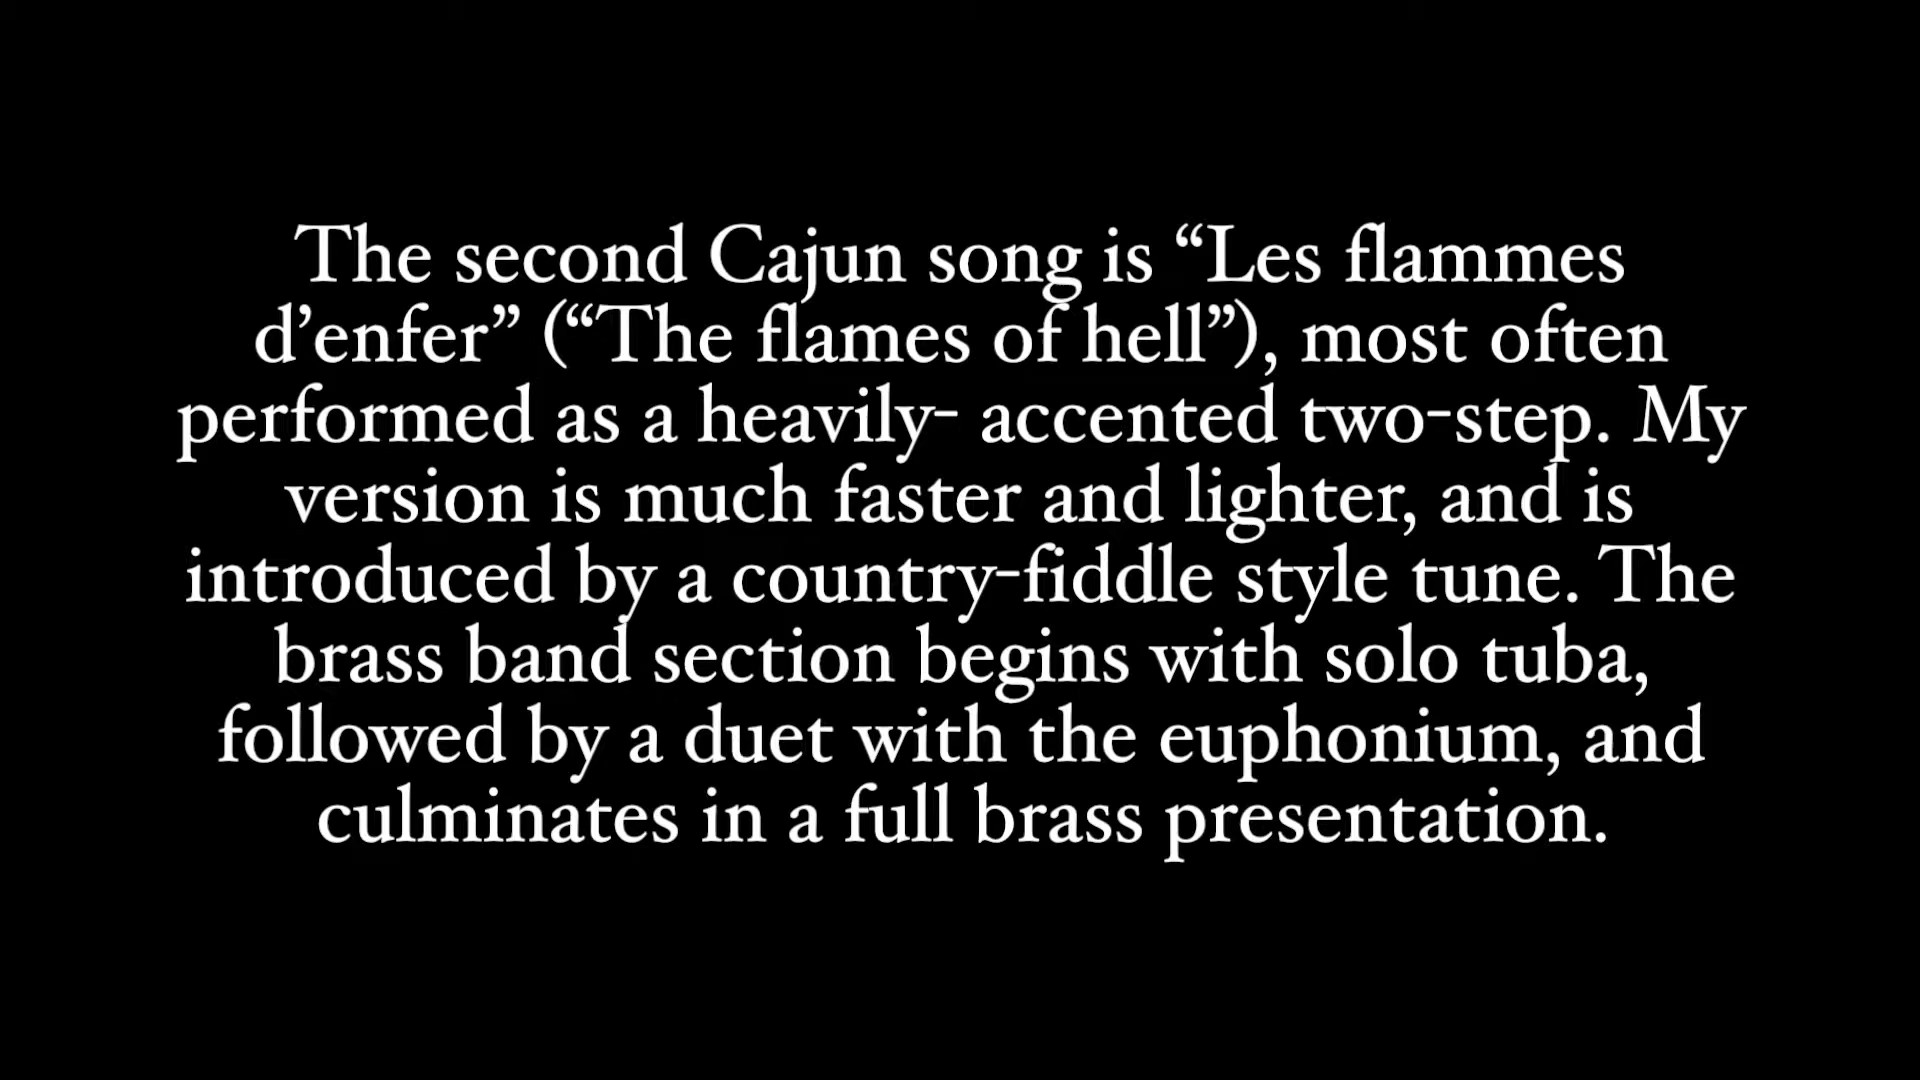 The second Cajun song is “Les flammes
d’enfer” (“The flames of hell”), most often
performed as a heavily- accented two-step. My
version is much faster and lighter, and is
introduced by a country-fiddle style tune. The
brass band section begins with solo tuba,
followed by a duet with the euphonium, and
culminates in a full brass presentation.